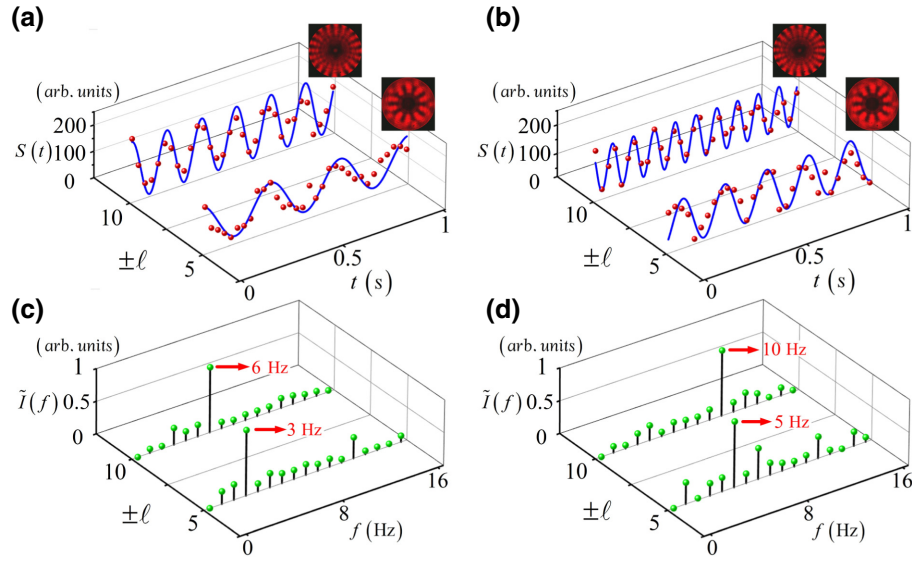 (a)
(arb. units)
200
100
0
S(t)
10
5
±ℓ
0
0.5
1
t(s)
(b)
(arb. units)
200
100
0
S(t)
10
5
±ℓ
0
0.5
1
t(s)
(c)
(arb. units)
1
0.5
0
Ĩ(f)
6 Hz
3 Hz
10
5
±ℓ
0
8
16
f(Hz)
(d)
(arb. units)
1
0.5
0
Ĩ(f)
10 Hz
5 Hz
10
5
±ℓ
0
8
16
f(Hz)